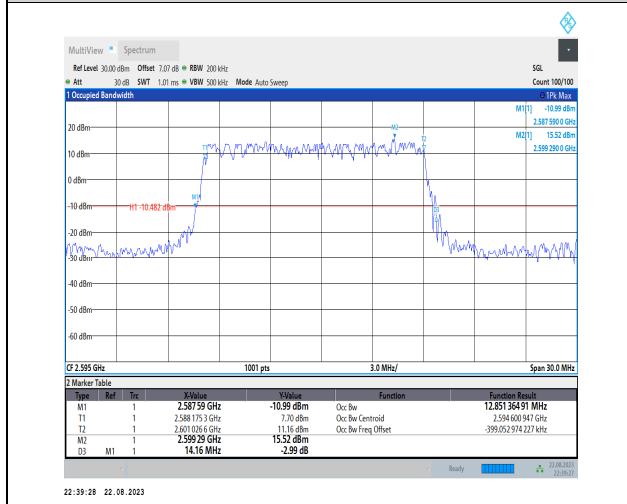 MultiView Spectrum
Ref Level 30.00 dBm Offset 7.07 dB RBW 200 kHz SGL
Att 30 dB SWT 1.01 ms VBW 500 kHz Mode Auto Sweep Count 100/100
1 Occupied Bandwidth 1Pk Max
M1[1] -10.99 dBm
2.587 590 0 GHz
M2[1] 15.52 dBm
2.599 290 0 GHz
20 dBm
M2
T1
T2
10 dBm
0 dBm
M1
-10 dBm
H1 -10.482 dBm
D3
-20 dBm
-30 dBm
-50 dBm
-60 dBm
CF 2.595 GHz 1001 pts 3.0 MHz/ Span 30.0 MHz
2 Marker Table
Type Ref Trc X-Value Y-Value Function Function Result
M1 1 2.587 59 GHz -10.99 dBm Occ Bw 12.851 364 91 MHz
T1 1 2.588 175 3 GHz 7.70 dBm Occ Bw Centroid 2.594 600 947 GHz
T2 1 2.601 026 6 GHz 11.16 dBm Occ Bw Freq Offset -399.052 974 227 kHz
M2 1 2.599 29 GHz 15.52 dBm
D3 M1 1 14.16 MHz -2.99 dB
Ready 22.08.2023
22:39:27
22:39:28 22.08.2023